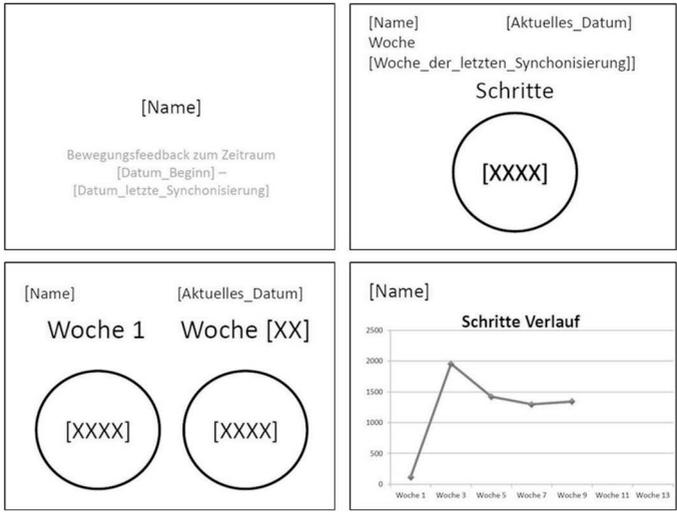 [Name]
Bewegungsfeedback zum Zeitraum
[Datum_Beginn] –
[Datum_letzte_Synchonisierung]
[Name] [Aktuelles_Datum]
Woche
[Woche_der_letzten_Synchonisierung]]
Schritte
[XXXX]
[Name] [Aktuelles_Datum]
Woche 1 Woche [XX]
[XXXX] [XXXX]
[Name]
Schritte Verlauf
2500
2000
1500
1000
500
0
Woche 1 Woche 3 Woche 5 Woche 7 Woche 9 Woche 11 Woche 13